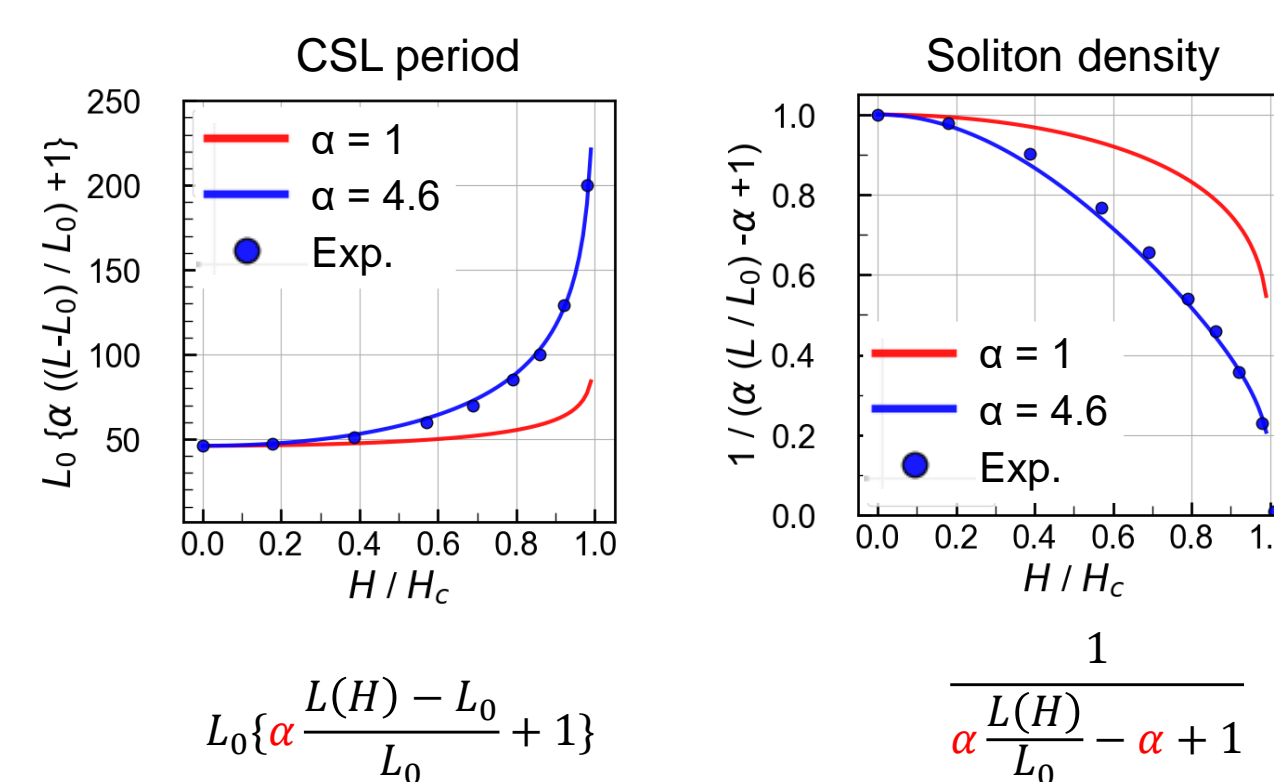 CSL period
250
200
150
100
50
L₀ {α ((L-L₀) / L₀) +1}
α = 1
α = 4.6
Exp.
0.0 0.2 0.4 0.6 0.8 1.0
H / H_c
L₀{α (L(H) − L₀)/L₀ + 1}
Soliton density
1.0
0.8
0.6
0.4
0.2
0.0
1 / (α (L / L₀) -α +1)
α = 1
α = 4.6
Exp.
0.0 0.2 0.4 0.6 0.8 1.
H / H_c
1
α L(H)/L₀ − α + 1